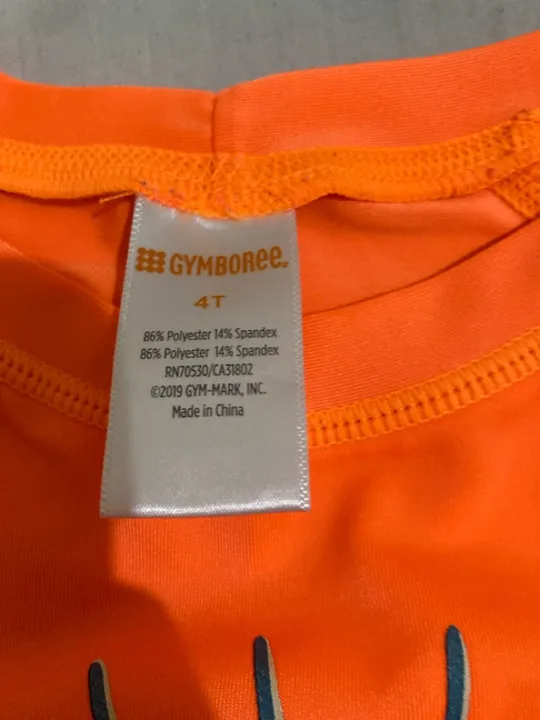 GYMBOREE
4T
86% Polyester 14% Spandex
86% Polyester 14% Spandex
RN70530/CA31802
©2019 GYM-MARK, INC.
Made in China